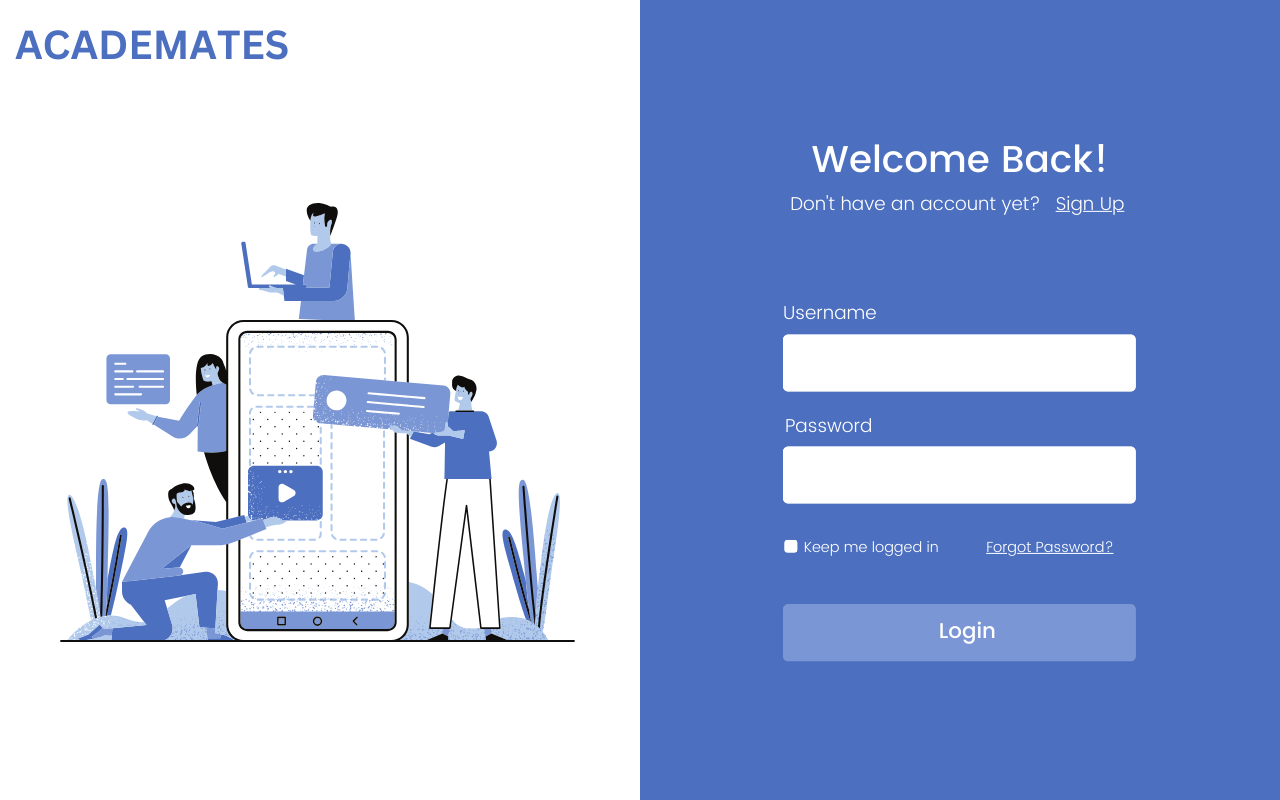 ACADEMATES
Welcome Back!
Don't have an account yet? Sign Up
Username
Password
Keep me logged in Forgot Password?
Login